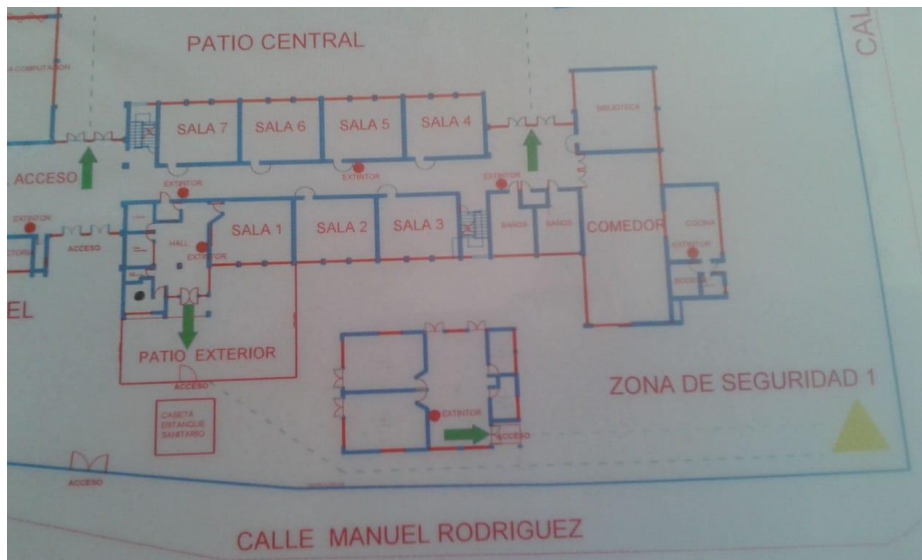 PATIO CENTRAL
CAL
BIBLIOTECA
SALA 7
SALA 6
SALA 5
SALA 4
ACCESO
EXTINTOR
EXTINTOR
EXTINTOR
EXTINTOR
SALA 1
SALA 2
SALA 3
BAÑOS
BAÑOS
COMEDOR
COCINA
EXTINTOR
HALL
EXTINTOR
ACCESO
EL
PATIO EXTERIOR
ACCESO
ZONA DE SEGURIDAD 1
CASETA
ESTANQUE
SANITARIO
EXTINTOR
ACCESO
ACCESO
CALLE MANUEL RODRIGUEZ